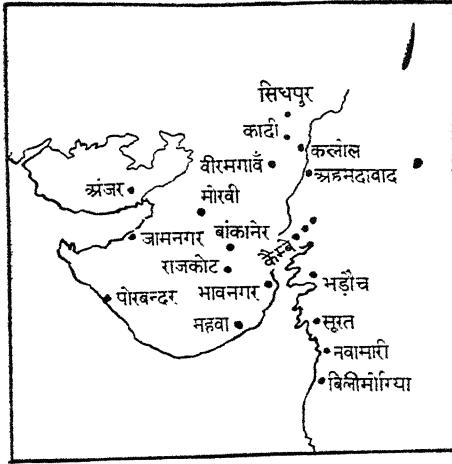 सिधपुर
कादी
कलोल
वीरमगावँ
अहमदावाद
अंजर
मोरवी
जामनगर
बांकानेर
कैम्बे
राजकोट
भड़ौच
पोरबन्दर
भावनगर
महवा
सूरत
नवामारी
बिलीमोरिया